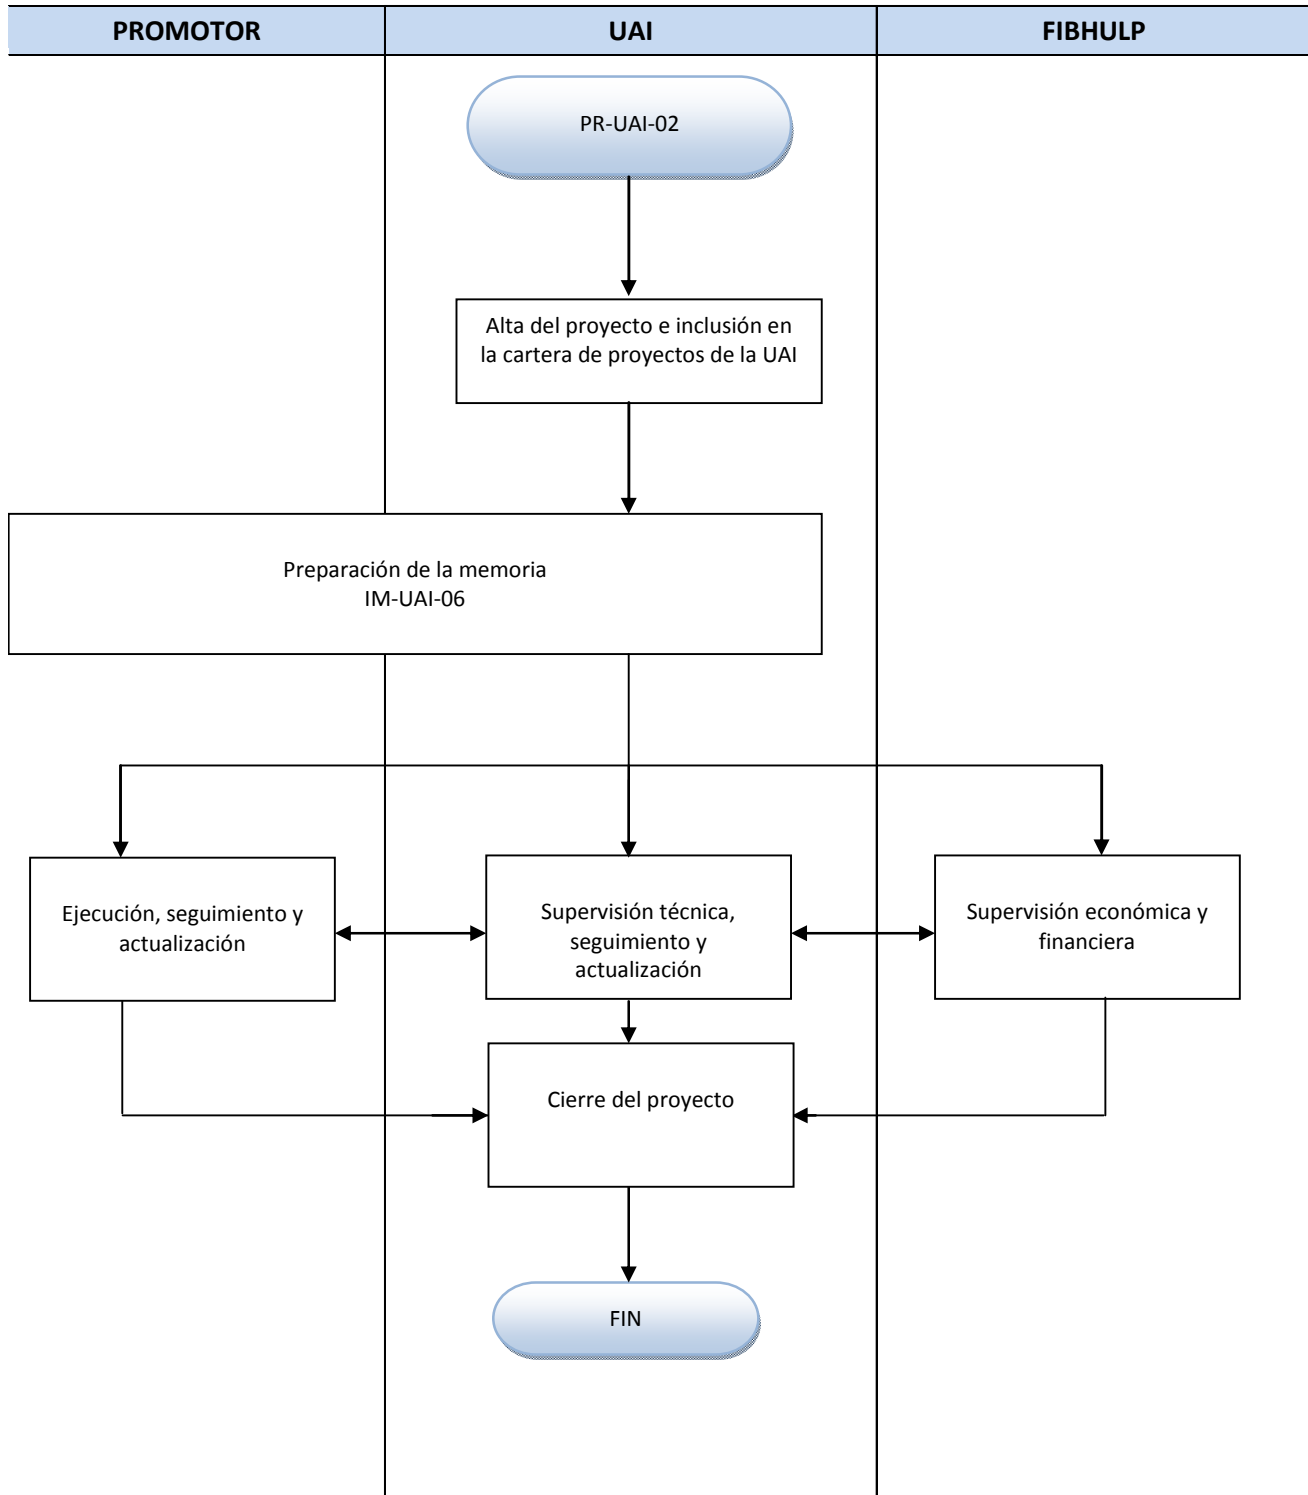 PROMOTOR
UAI
FIBHULP
PR-UAI-02
Alta del proyecto e inclusión en
la cartera de proyectos de la UAI
Preparación de la memoria
IM-UAI-06
Ejecución, seguimiento y
actualización
Supervisión técnica,
seguimiento y
actualización
Supervisión económica y
financiera
Cierre del proyecto
FIN